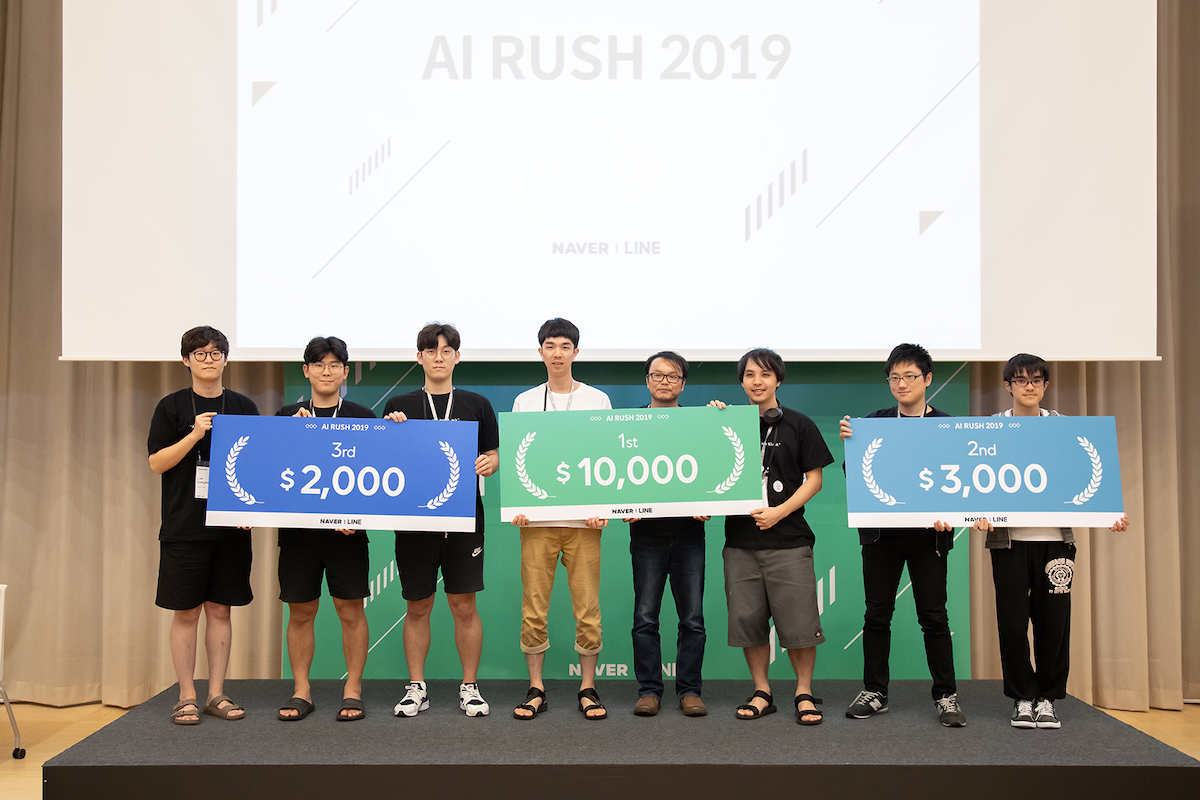 AI RUSH 2019
NAVER | LINE
AI RUSH 2019
3rd
$ 2,000
NAVER | LINE
AI RUSH 2019
1st
$ 10,000
NAVER | LINE
AI RUSH 2019
2nd
$ 3,000
NAVER | LINE
NAVER